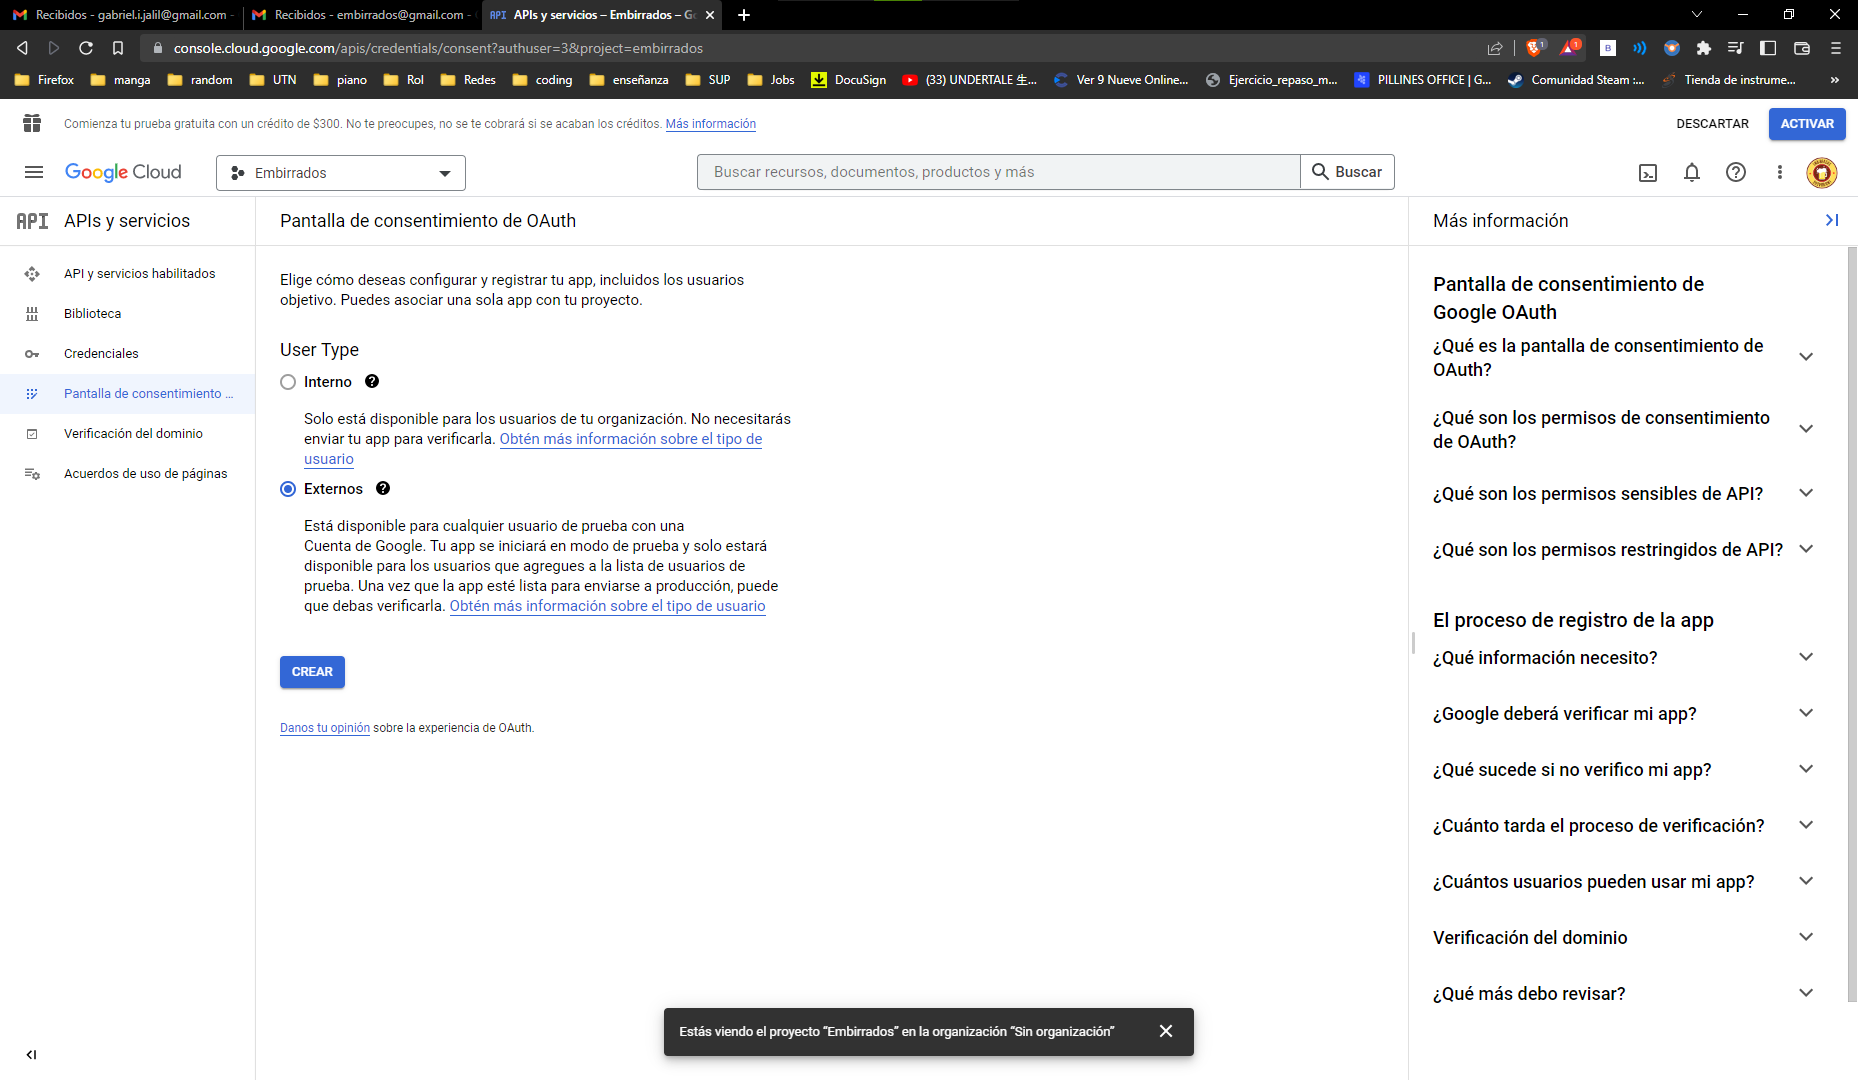 Recibidos - gabriel.i.jalil@gmail.com -
Recibidos - embirrados@gmail.com -
API APIs y servicios – Embirrados – Go
console.cloud.google.com/apis/credentials/consent?authuser=3&project=embirrados
1
1
B
Firefox
manga
random
UTN
piano
Rol
Redes
coding
enseñanza
SUP
Jobs
DocuSign
(33) UNDERTALE 生...
Ver 9 Nueve Online...
Ejercicio_repaso_m...
PILLINES OFFICE | G...
Comunidad Steam :...
Tienda de instrume...
»
Comienza tu prueba gratuita con un crédito de $300. No te preocupes, no se te cobrará si se acaban los créditos. Más información
DESCARTAR
ACTIVAR
Google Cloud
Embirrados
Buscar recursos, documentos, productos y más
Buscar
API APIs y servicios
API y servicios habilitados
Biblioteca
Credenciales
Pantalla de consentimiento ...
Verificación del dominio
Acuerdos de uso de páginas
Pantalla de consentimiento de OAuth
Elige cómo deseas configurar y registrar tu app, incluidos los usuarios
objetivo. Puedes asociar una sola app con tu proyecto.
User Type
Interno
Solo está disponible para los usuarios de tu organización. No necesitarás
enviar tu app para verificarla. Obtén más información sobre el tipo de
usuario
Externos
Está disponible para cualquier usuario de prueba con una
Cuenta de Google. Tu app se iniciará en modo de prueba y solo estará
disponible para los usuarios que agregues a la lista de usuarios de
prueba. Una vez que la app esté lista para enviarse a producción, puede
que debas verificarla. Obtén más información sobre el tipo de usuario
CREAR
Danos tu opinión sobre la experiencia de OAuth.
Más información
Pantalla de consentimiento de
Google OAuth
¿Qué es la pantalla de consentimiento de
OAuth?
¿Qué son los permisos de consentimiento
de OAuth?
¿Qué son los permisos sensibles de API?
¿Qué son los permisos restringidos de API?
El proceso de registro de la app
¿Qué información necesito?
¿Google deberá verificar mi app?
¿Qué sucede si no verifico mi app?
¿Cuánto tarda el proceso de verificación?
¿Cuántos usuarios pueden usar mi app?
Verificación del dominio
¿Qué más debo revisar?
Estás viendo el proyecto “Embirrados” en la organización “Sin organización”